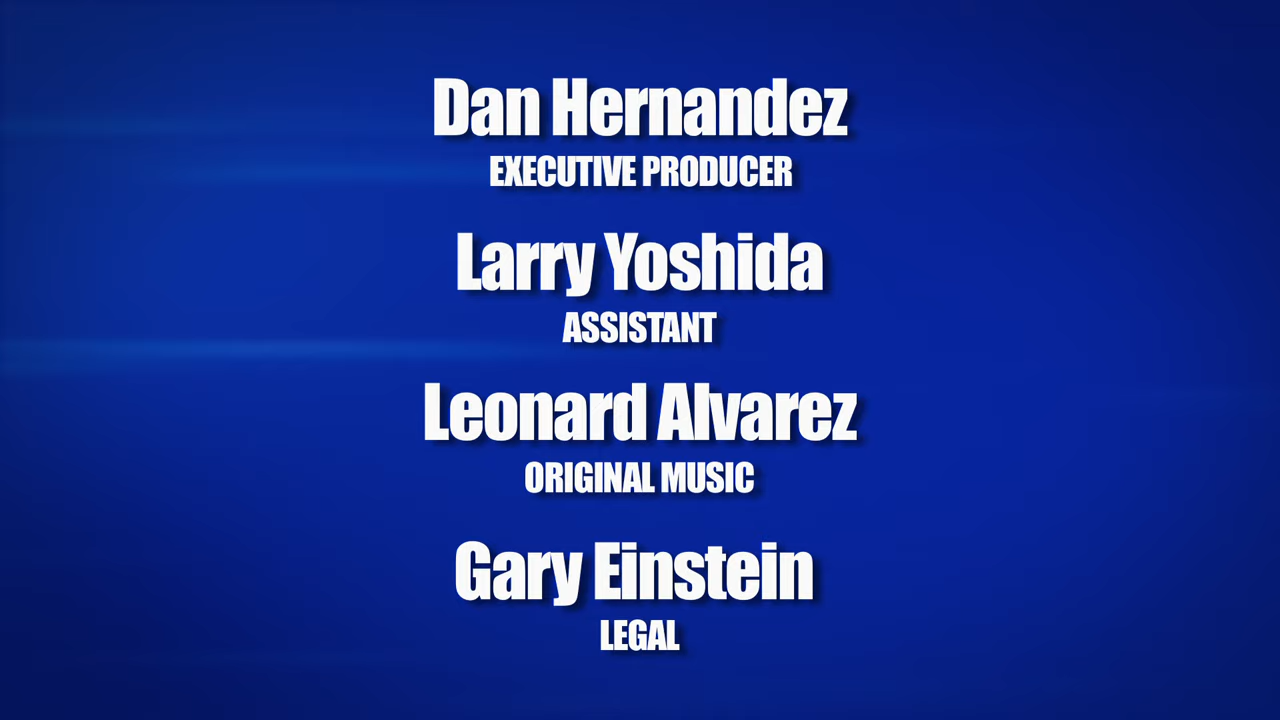 Dan Hernandez
EXECUTIVE PRODUCER
Larry Yoshida
ASSISTANT
Leonard Alvarez
ORIGINAL MUSIC
Gary Einstein
LEGAL